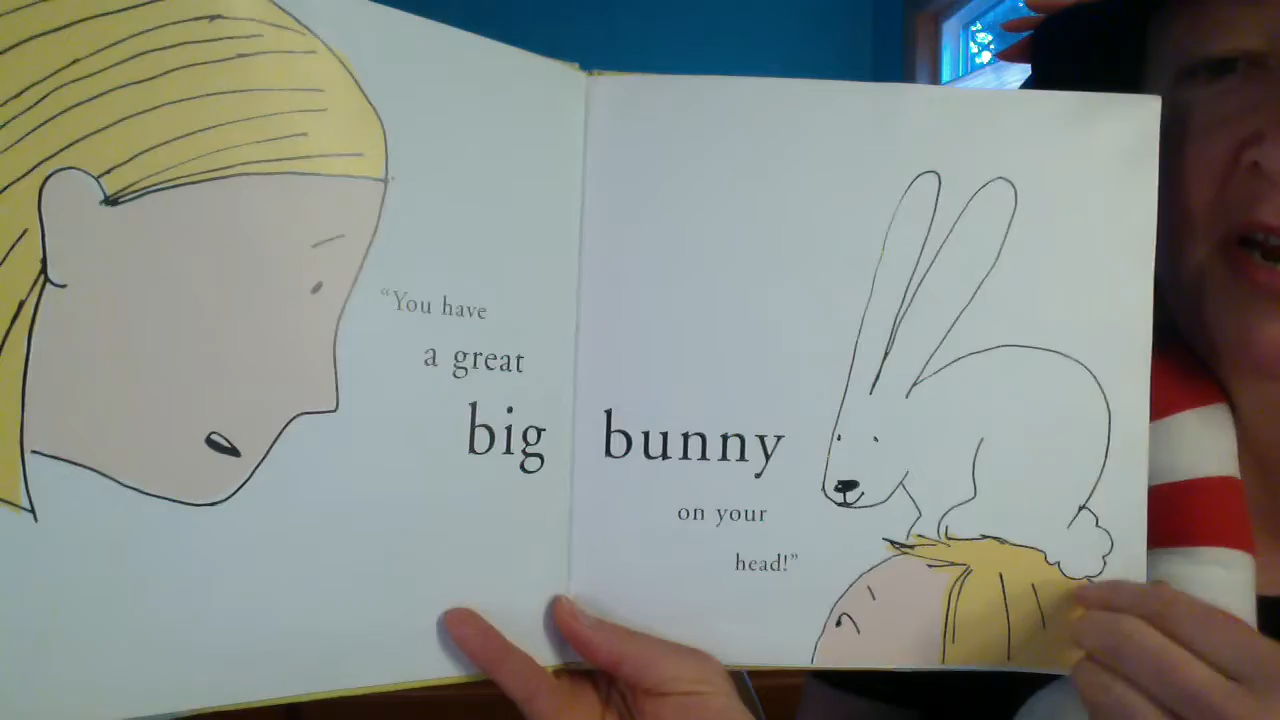 “You have
a great
big bunny
on your
head!”